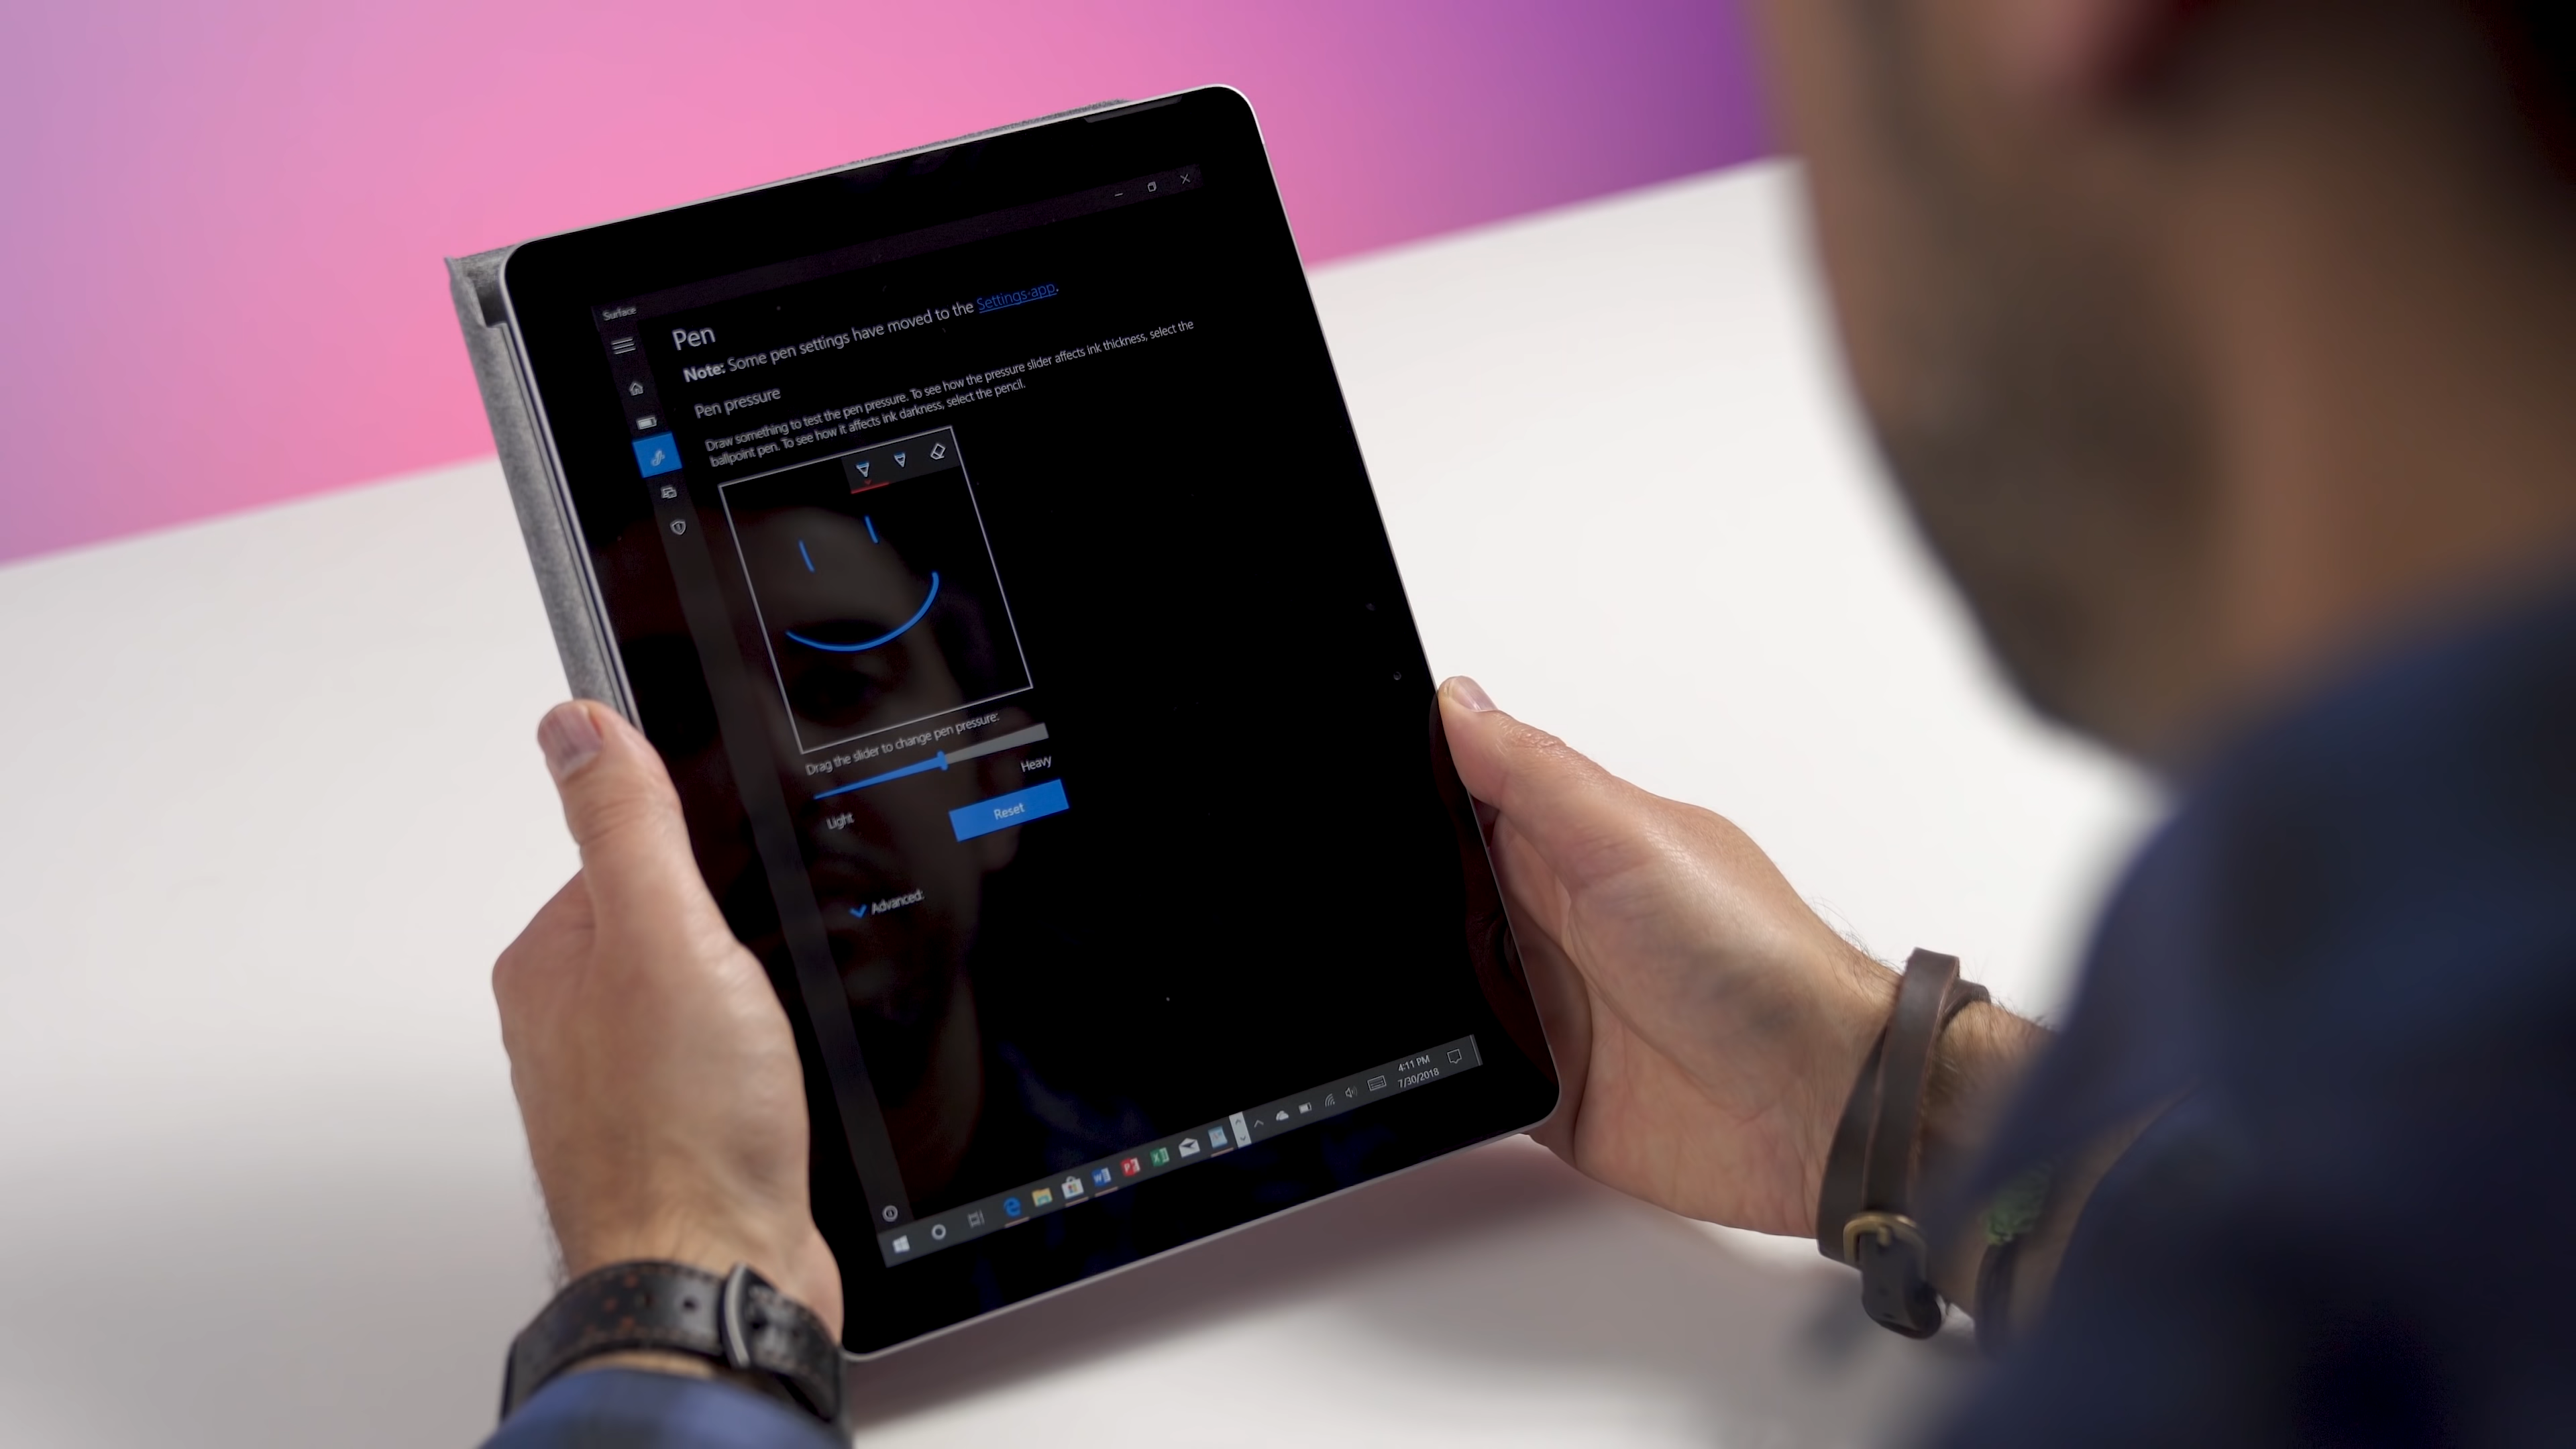 Surface
Pen
Note: Some pen settings have moved to the Settings app.
Pen pressure
Draw something to test the pen pressure. To see how the pressure slider affects ink thickness, select the
ballpoint pen. To see how it affects ink darkness, select the pencil.
Drag the slider to change pen pressure:
Heavy
Light
Reset
Advanced:
4:11 PM
7/30/2018